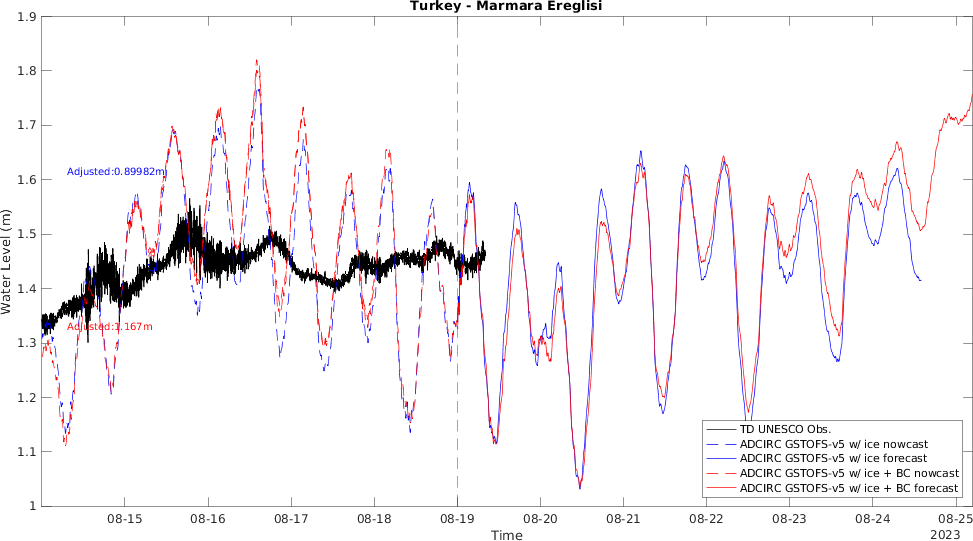 Turkey - Marmara Ereglisi
1.9
1.8
1.7
1.6
1.5
1.4
1.3
1.2
1.1
1
Water Level (m)
Adjusted:0.89982m
Adjusted:1.167m
TD UNESCO Obs.
ADCIRC GSTOFS-v5 w/ ice nowcast
ADCIRC GSTOFS-v5 w/ ice forecast
ADCIRC GSTOFS-v5 w/ ice + BC nowcast
ADCIRC GSTOFS-v5 w/ ice + BC forecast
08-15 08-16 08-17 08-18 08-19 08-20 08-21 08-22 08-23 08-24 08-25
Time
2023